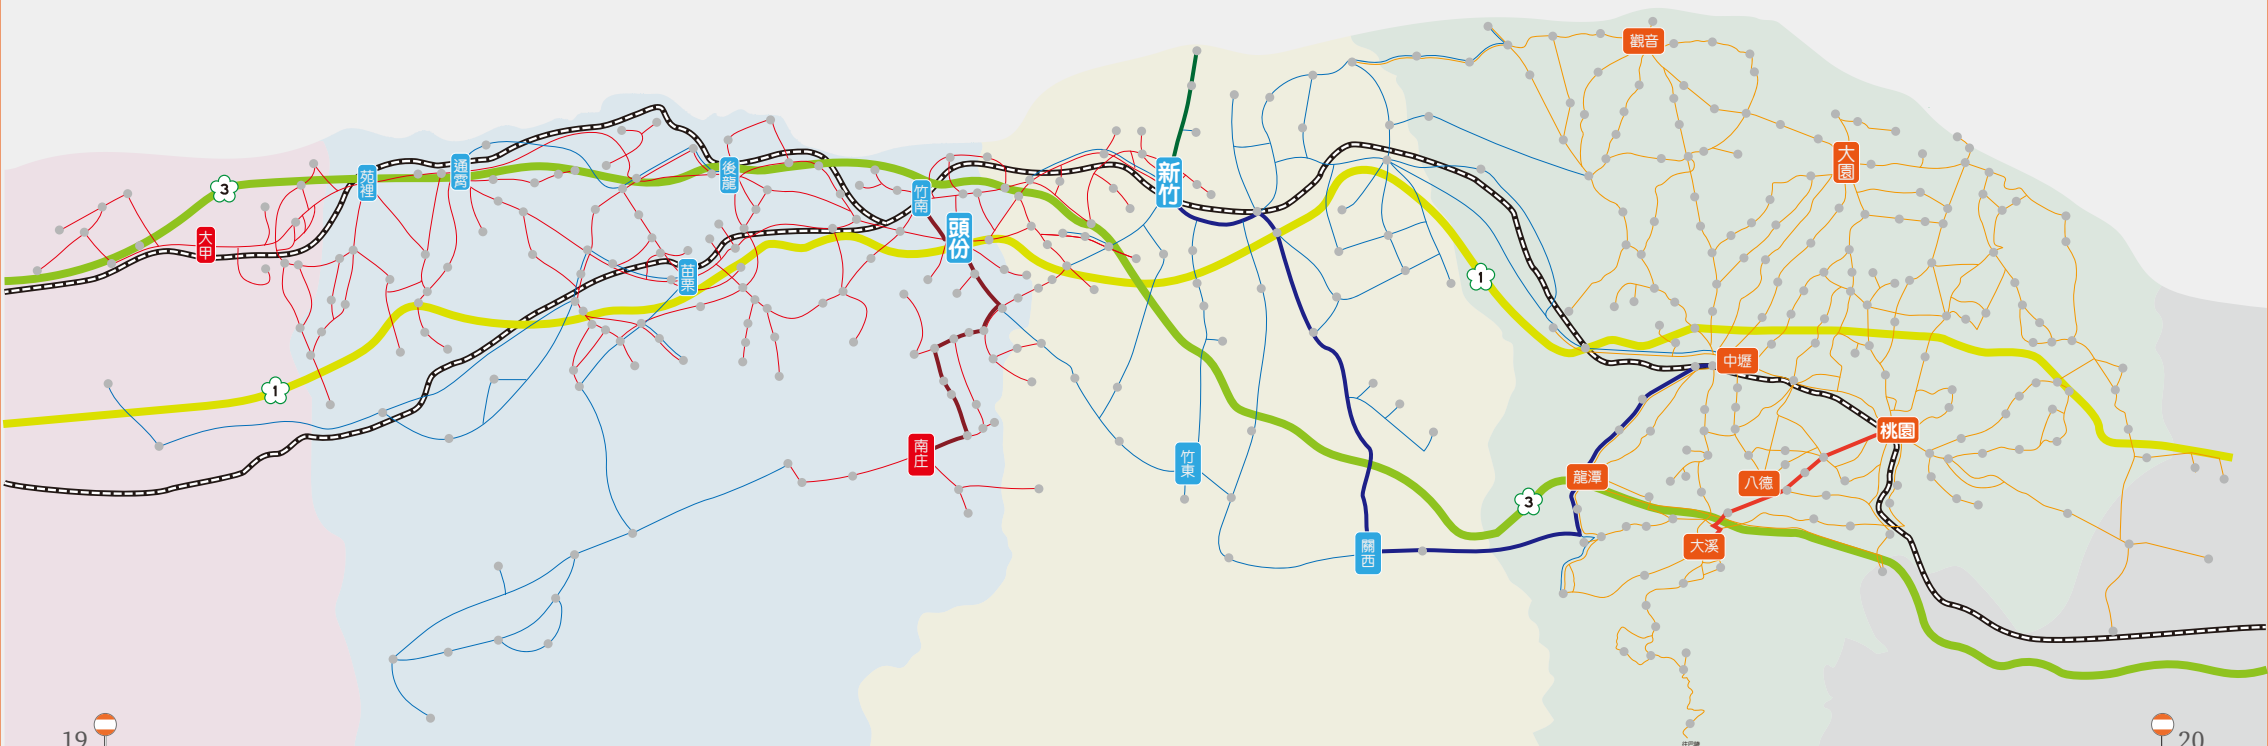 觀音
大園
3
苑裡
通霄
後龍
竹南
新竹
大甲
頭份
苗栗
1
1
中壢
桃園
南庄
竹東
龍潭
八德
3
關西
大溪
19
20